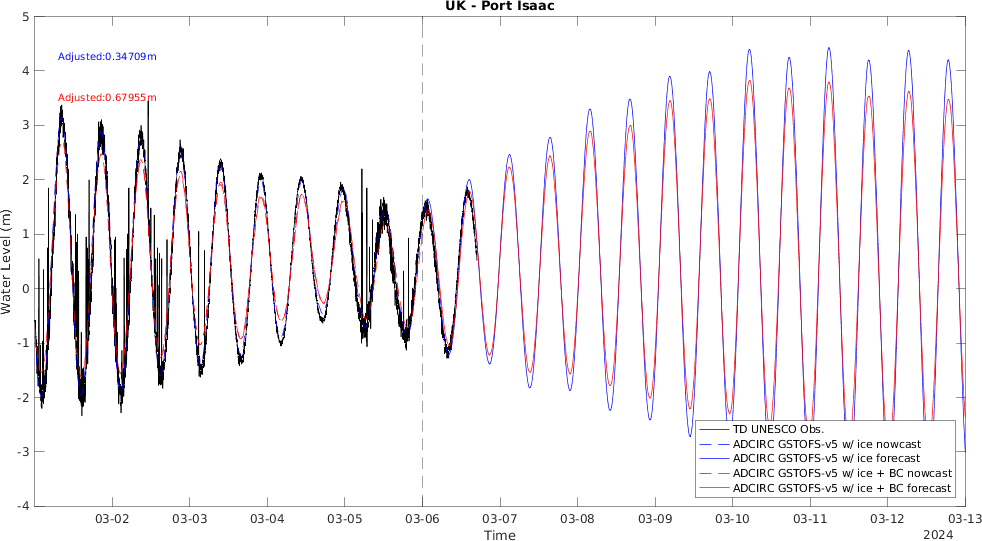 UK - Port Isaac
Adjusted:0.34709m
Adjusted:0.67955m
Water Level (m)
5
4
3
2
1
0
-1
-2
-3
-4
TD UNESCO Obs.
ADCIRC GSTOFS-v5 w/ ice nowcast
ADCIRC GSTOFS-v5 w/ ice forecast
ADCIRC GSTOFS-v5 w/ ice + BC nowcast
ADCIRC GSTOFS-v5 w/ ice + BC forecast
03-02 03-03 03-04 03-05 03-06 03-07 03-08 03-09 03-10 03-11 03-12 03-13
Time
2024